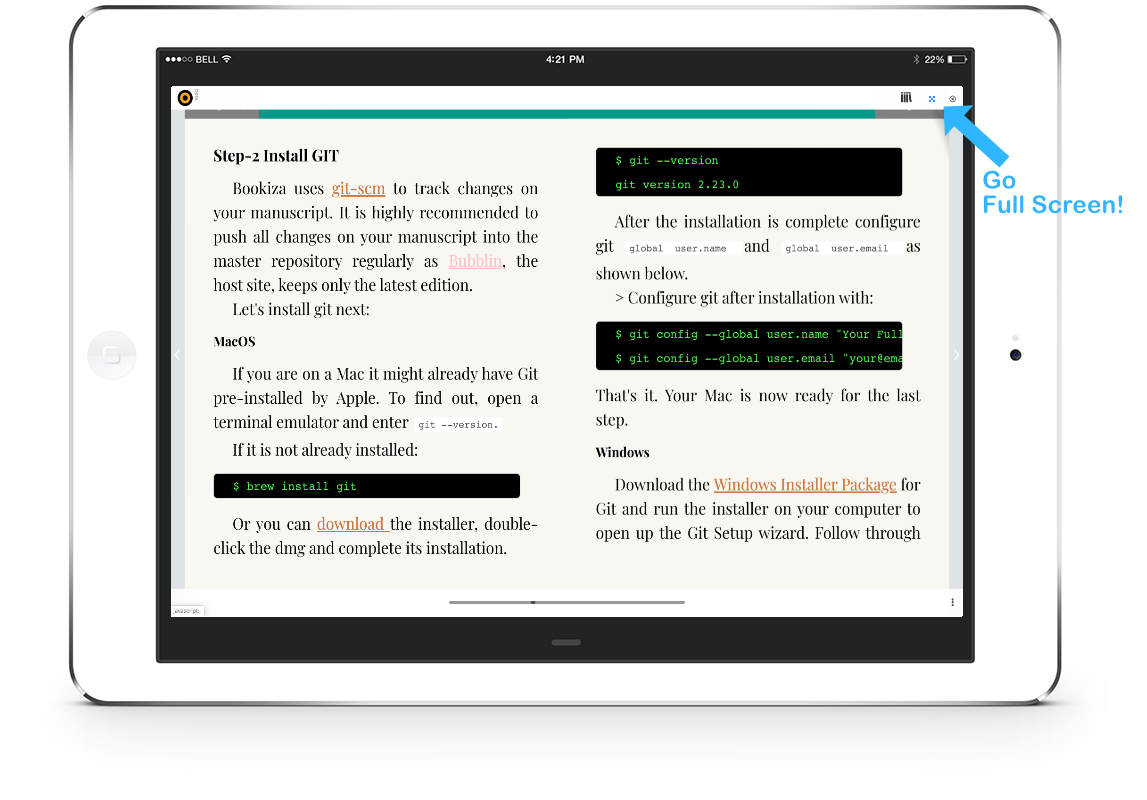 BELL
4:21 PM
22%
Go
Full Screen!
Step-2 Install GIT
Bookiza uses git-scm to track changes on
your manuscript. It is highly recommended to
push all changes on your manuscript into the
master repository regularly as Bubblin, the
host site, keeps only the latest edition.
Let's install git next:
MacOS
If you are on a Mac it might already have Git
pre-installed by Apple. To find out, open a
terminal emulator and enter git --version.
If it is not already installed:
$ brew install git
Or you can download the installer, double-
click the dmg and complete its installation.
$ git --version
git version 2.23.0
After the installation is complete configure
git global user.name and global user.email as
shown below.
> Configure git after installation with:
$ git config --global user.name "Your Full
$ git config --global user.email "your@ema
That's it. Your Mac is now ready for the last
step.
Windows
Download the Windows Installer Package for
Git and run the installer on your computer to
open up the Git Setup wizard. Follow through